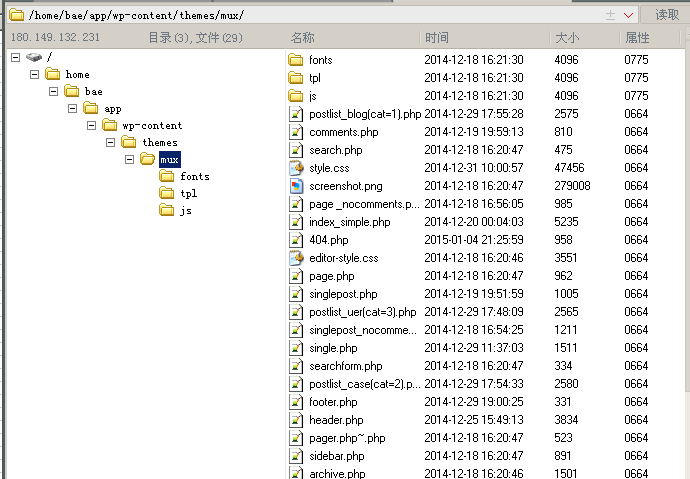 /home/bae/app/wp-content/themes/mux/ 读取
180.149.132.231 目录(3),文件(29) 名称 时间 大小 属性
/
home
bae
app
wp-content
themes
mux
fonts
tpl
js
fonts 2014-12-18 16:21:30 4096 0775
tpl 2014-12-18 16:21:30 4096 0775
js 2014-12-18 16:21:30 4096 0775
postlist_blog(cat=1).php 2014-12-29 17:55:28 2575 0664
comments.php 2014-12-19 19:59:13 810 0664
search.php 2014-12-18 16:20:47 475 0664
style.css 2014-12-31 10:00:57 47456 0664
screenshot.png 2014-12-18 16:20:47 279008 0664
page _nocomments.p... 2014-12-18 16:56:05 985 0664
index_simple.php 2014-12-20 00:04:03 5235 0664
404.php 2015-01-04 21:25:59 958 0664
editor-style.css 2014-12-18 16:20:46 3551 0664
page.php 2014-12-18 16:20:47 962 0664
singlepost.php 2014-12-19 19:51:59 1005 0664
postlist_uer(cat=3).php 2014-12-29 17:48:09 2565 0664
singlepost_nocomme... 2014-12-18 16:54:25 1211 0664
single.php 2014-12-29 11:37:03 1511 0664
searchform.php 2014-12-18 16:20:47 334 0664
postlist_case(cat=2)... 2014-12-29 17:54:33 2580 0664
footer.php 2014-12-29 19:00:25 331 0664
header.php 2014-12-25 15:49:13 3834 0664
pager.php~.php 2014-12-18 16:20:47 523 0664
sidebar.php 2014-12-18 16:20:47 891 0664
archive.php 2014-12-18 16:20:46 1501 0664